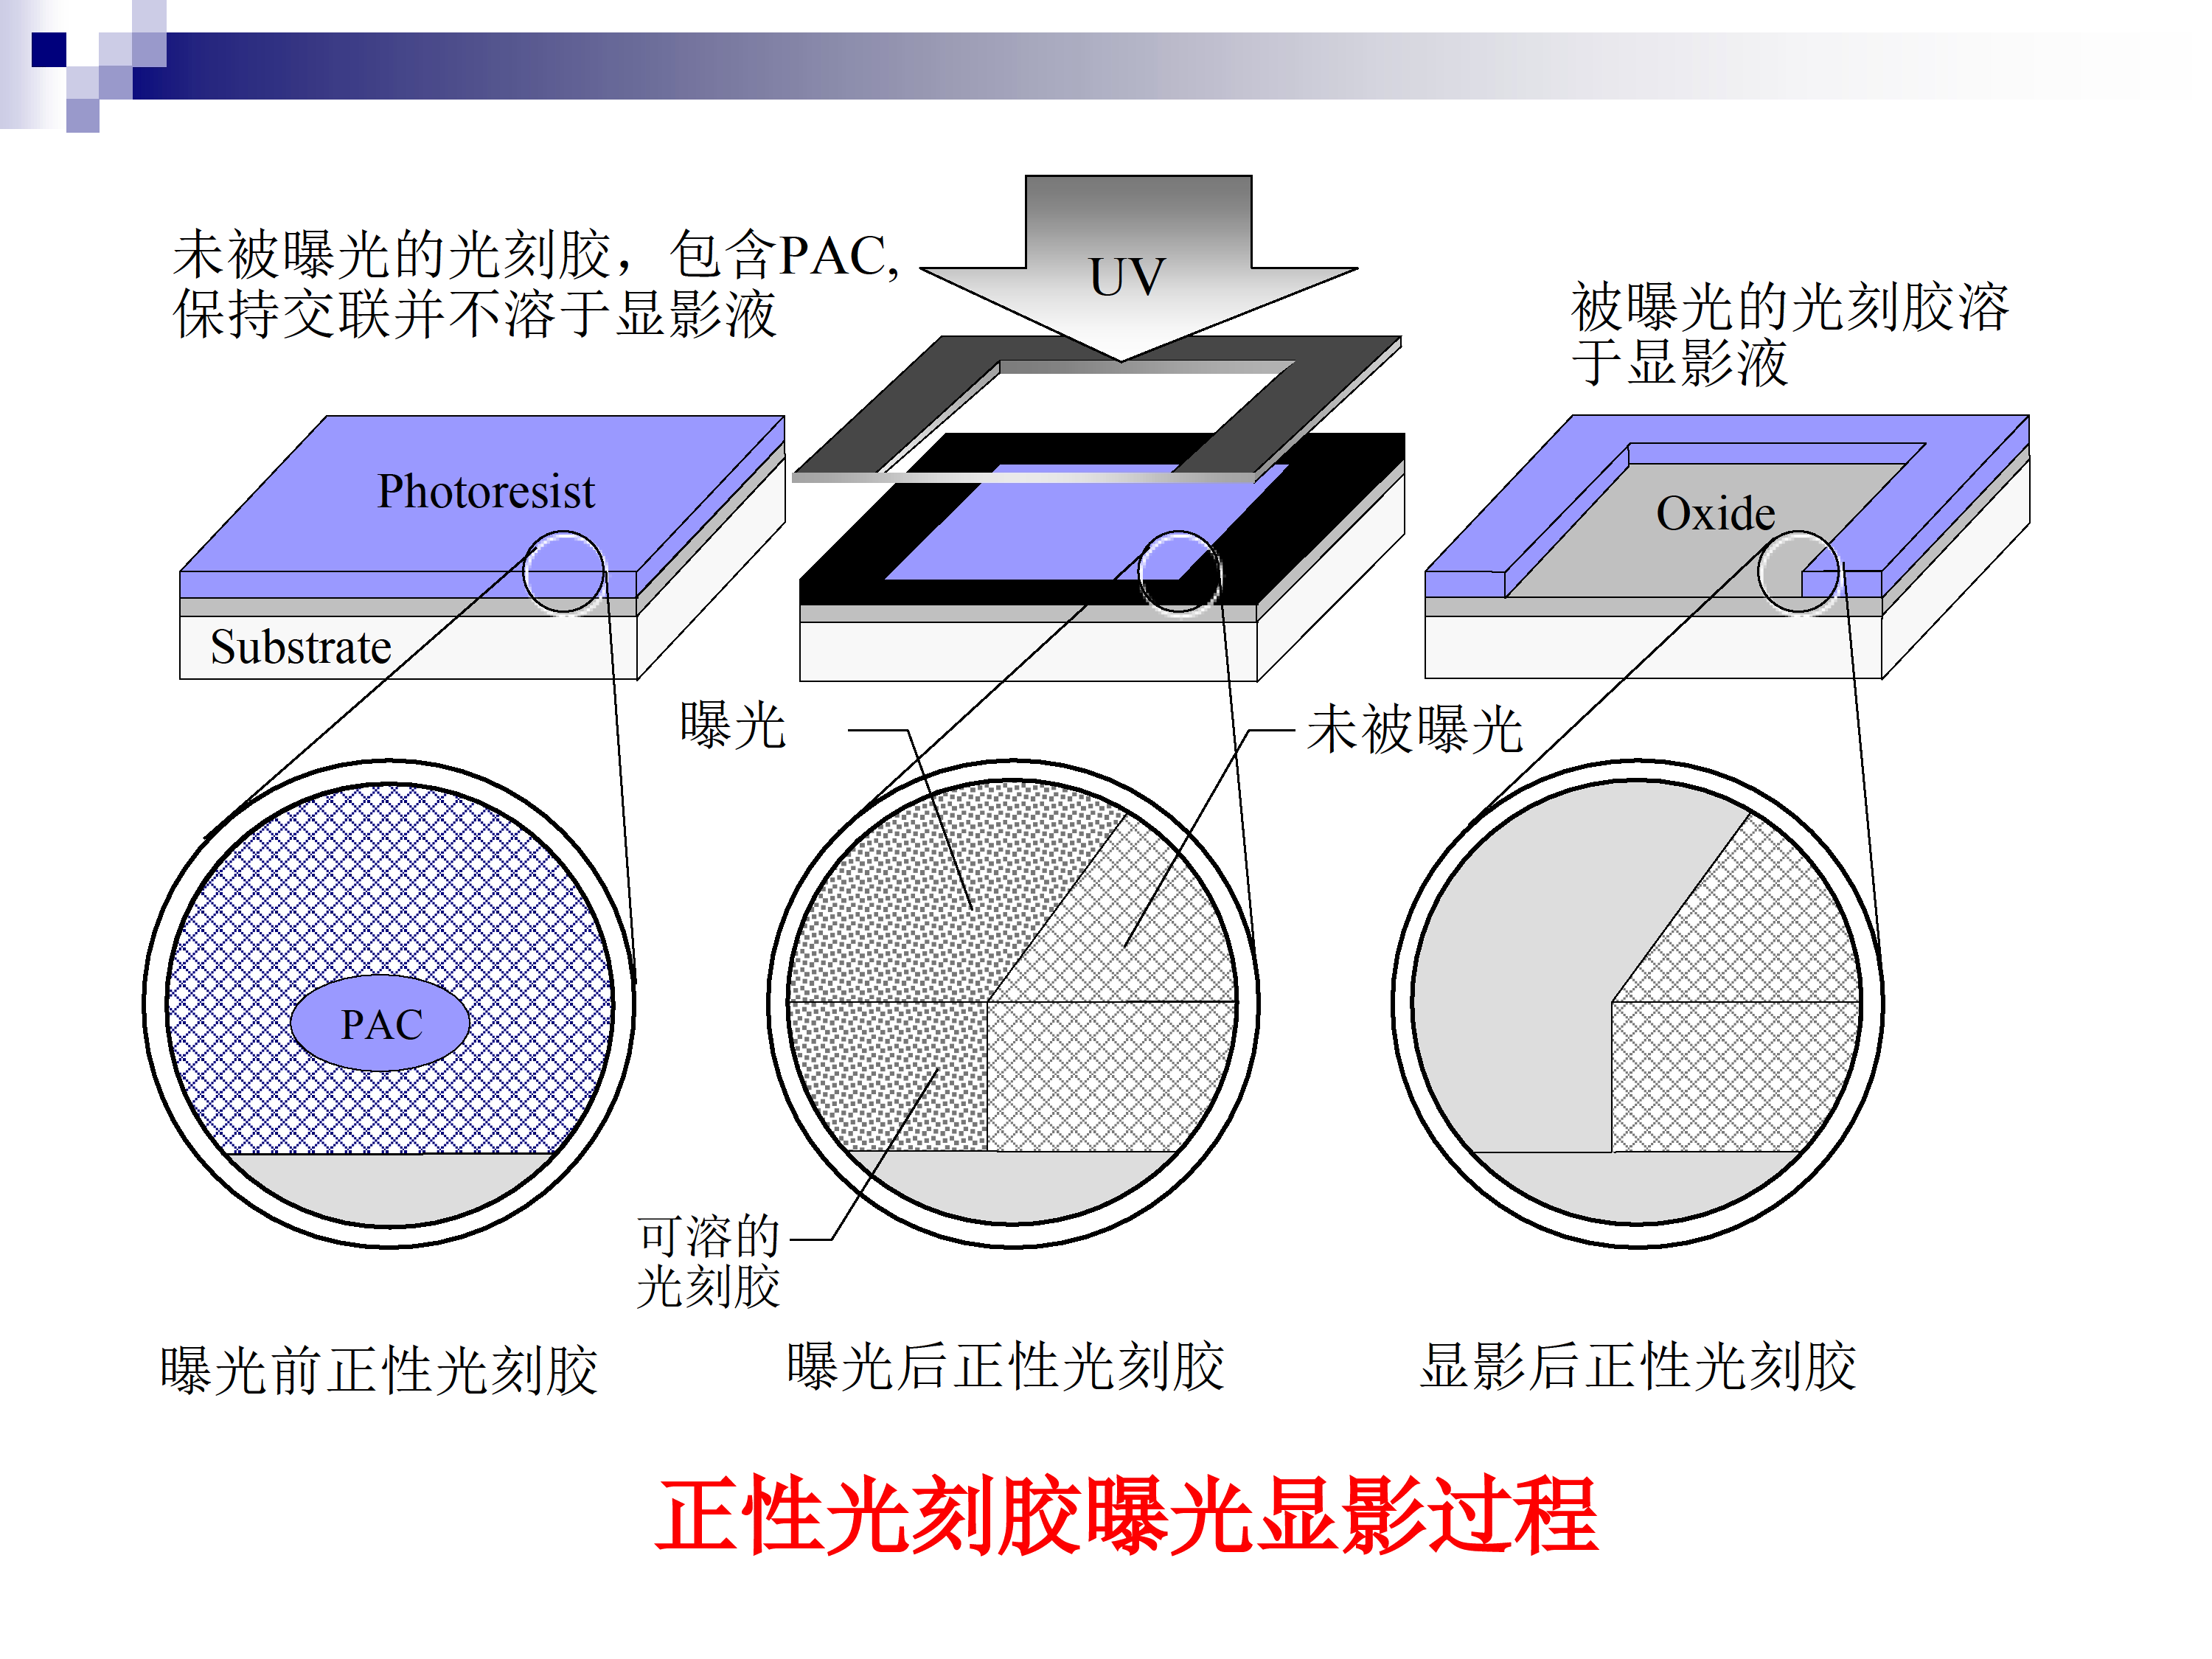 未被曝光的光刻胶，包含PAC,
保持交联并不溶于显影液
UV
被曝光的光刻胶溶
于显影液
Photoresist
Substrate
Oxide
曝光
未被曝光
PAC
可溶的
光刻胶
曝光前正性光刻胶
曝光后正性光刻胶
显影后正性光刻胶
正性光刻胶曝光显影过程